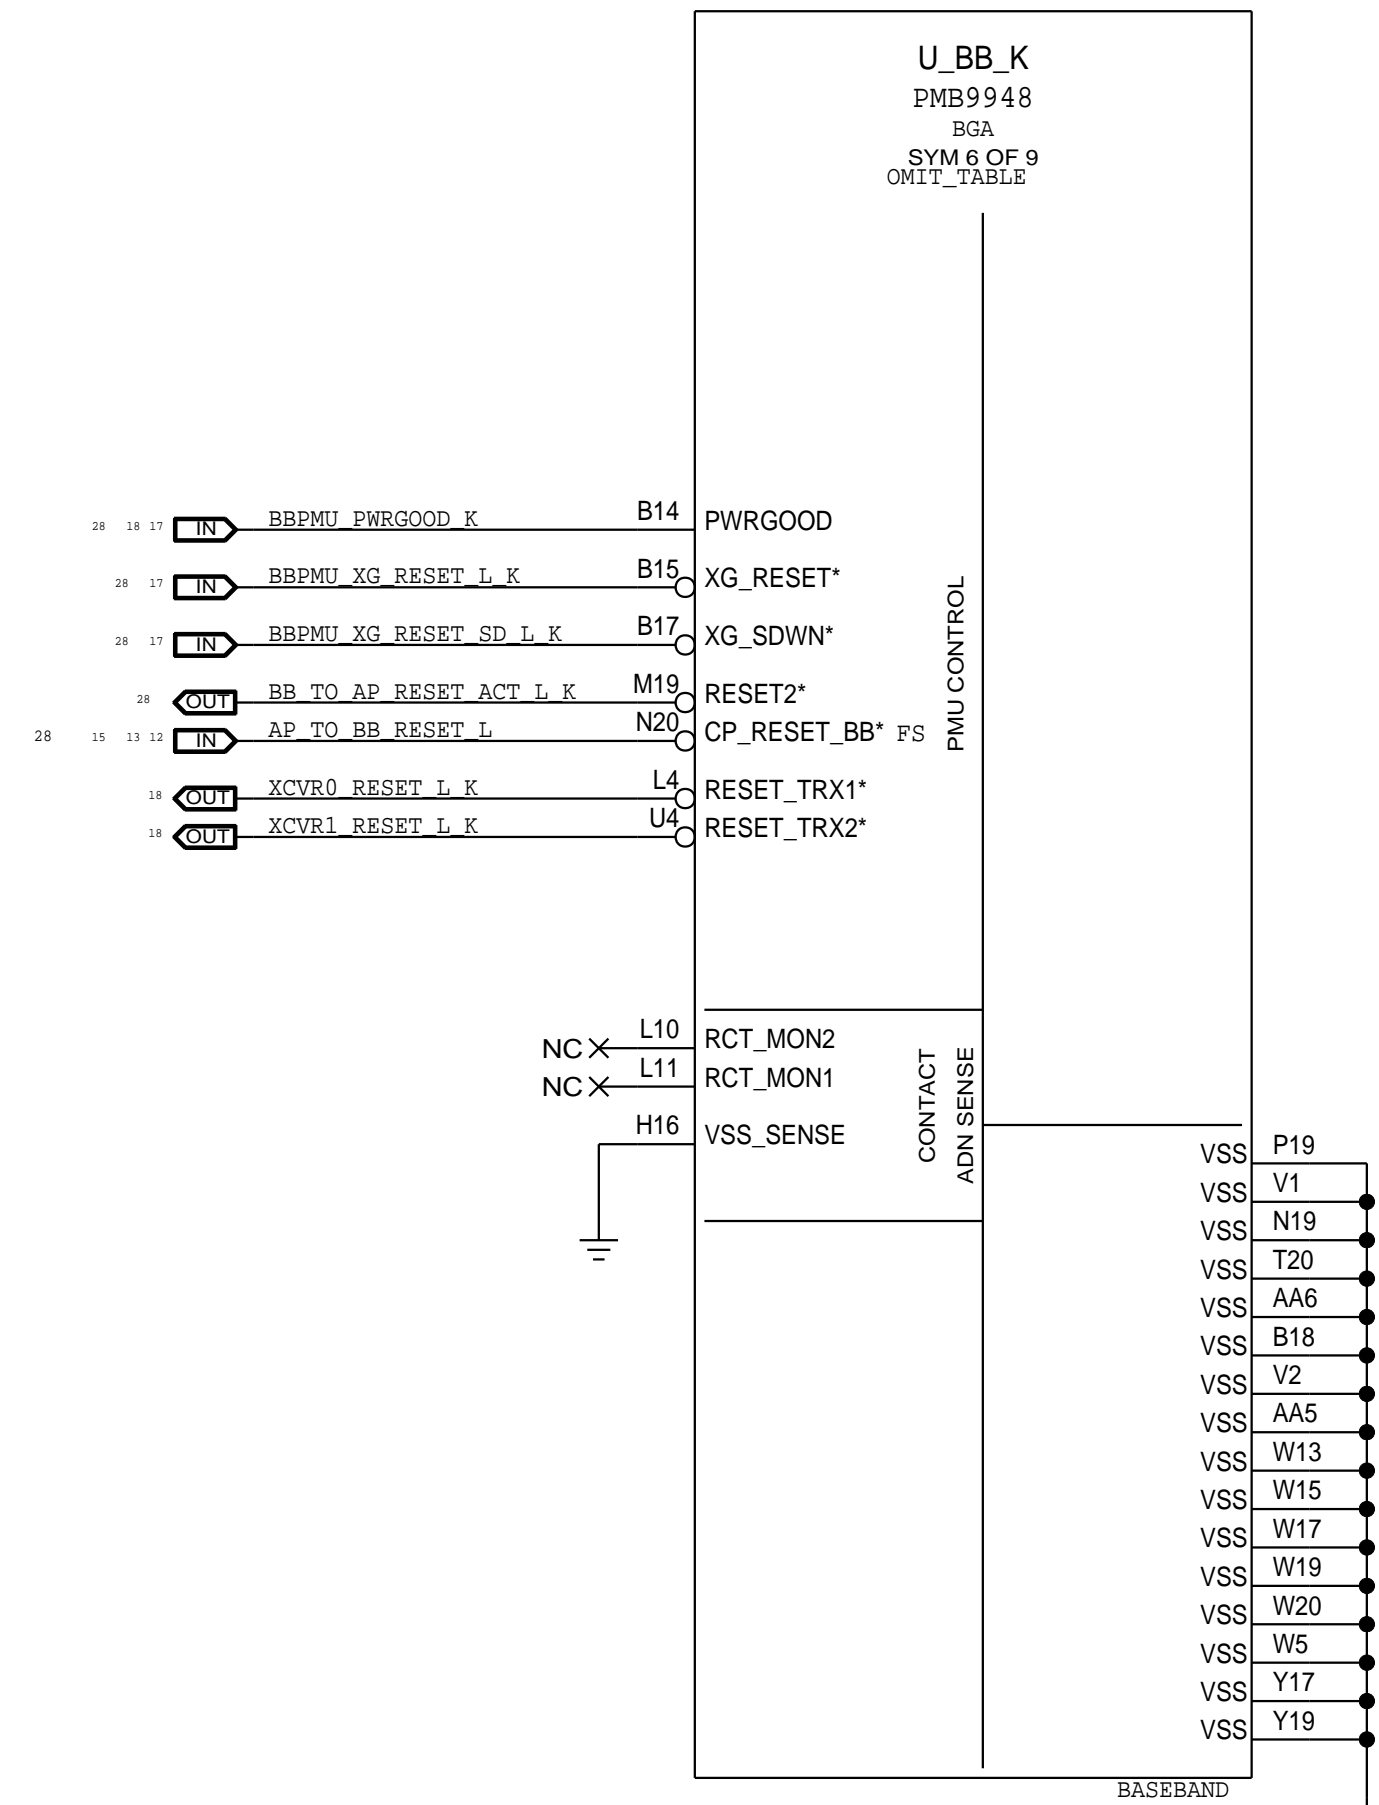 U_BB_K
PMB9948
BGA
SYM 6 OF 9
OMIT_TABLE
28 18 17 IN BBPMU_PWRGOOD_K B14 PWRGOOD
28 17 IN BBPMU_XG_RESET_L_K B15 XG_RESET*
28 17 IN BBPMU_XG_RESET_SD_L_K B17 XG_SDWN*
28 OUT BB_TO_AP_RESET_ACT_L_K M19 RESET2*
28 15 13 12 IN AP_TO_BB_RESET_L N20 CP_RESET_BB* FS
18 OUT XCVR0_RESET_L_K L4 RESET_TRX1*
18 OUT XCVR1_RESET_L_K U4 RESET_TRX2*
PMU CONTROL
NC L10 RCT_MON2
NC L11 RCT_MON1
H16 VSS_SENSE
CONTACT
ADN SENSE
VSS P19
VSS V1
VSS N19
VSS T20
VSS AA6
VSS B18
VSS V2
VSS AA5
VSS W13
VSS W15
VSS W17
VSS W19
VSS W20
VSS W5
VSS Y17
VSS Y19
BASEBAND